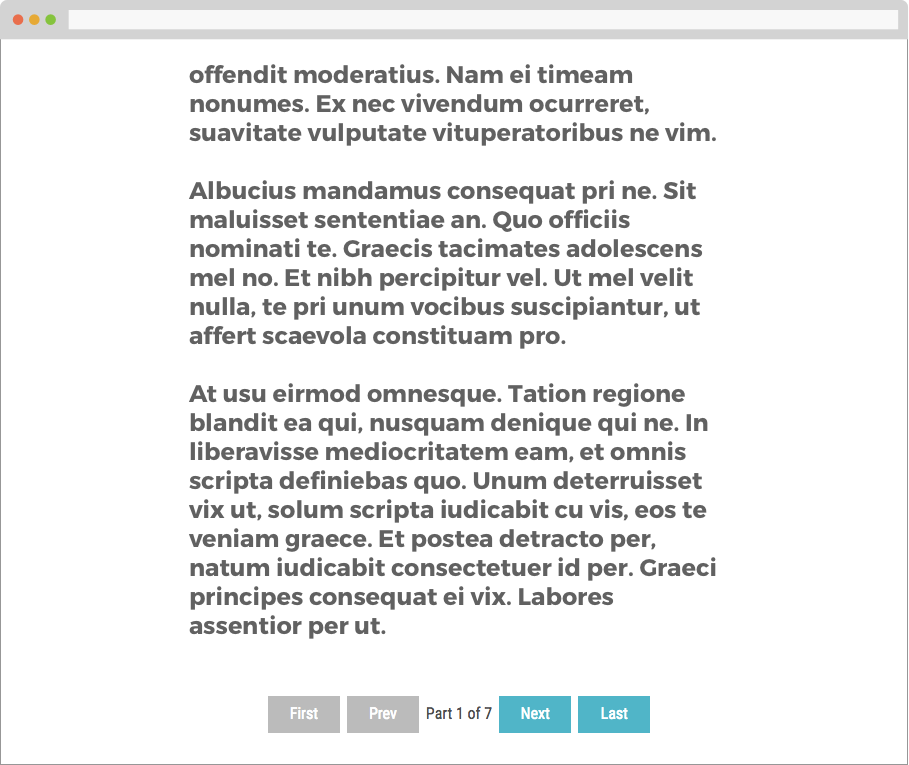 offendit moderatius. Nam ei timeam
nonumes. Ex nec vivendum ocurreret,
suavitate vulputate vituperatoribus ne vim.
Albucius mandamus consequat pri ne. Sit
maluisset sententiae an. Quo officiis
nominati te. Graecis tacimates adolescens
mel no. Et nibh percipitur vel. Ut mel velit
nulla, te pri unum vocibus suscipiantur, ut
affert scaevola constituam pro.
At usu eirmod omnesque. Tation regione
blandit ea qui, nusquam denique qui ne. In
liberavisse mediocritatem eam, et omnis
scripta definiebas quo. Unum deterruisset
vix ut, solum scripta iudicabit cu vis, eos te
veniam graece. Et postea detracto per,
natum iudicabit consectetuer id per. Graeci
principes consequat ei vix. Labores
assentior per ut.
First Prev Part 1 of 7 Next Last